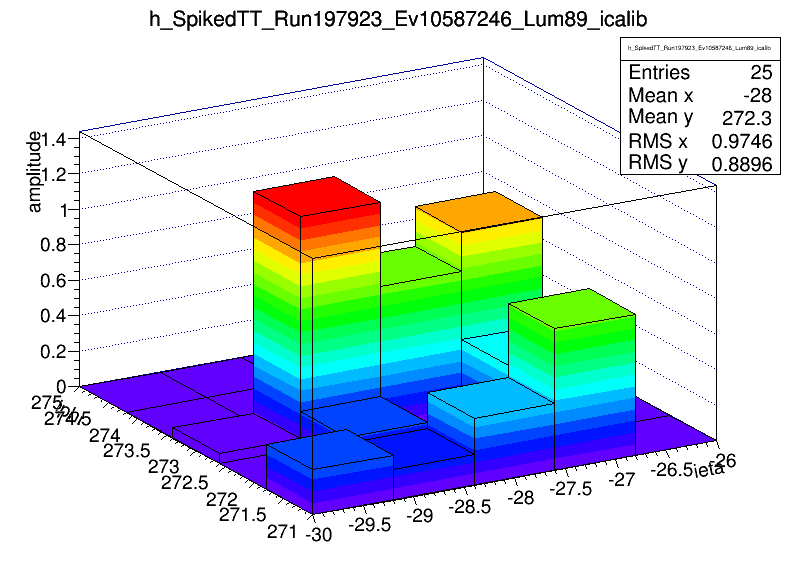 h_SpikedTT_Run197923_Ev10587246_Lum89_icalib
h_SpikedTT_Run197923_Ev10587246_Lum89_icalib
Entries 25
Mean x -28
Mean y 272.3
RMS x 0.9746
RMS y 0.8896
amplitude
1.4
1.2
1
0.8
0.6
0.4
0.2
0
275
274.5
274
273.5
273
272.5
272
271.5
271
-30
-29.5
-29
-28.5
-28
-27.5
-27
-26.5
-26
ieta